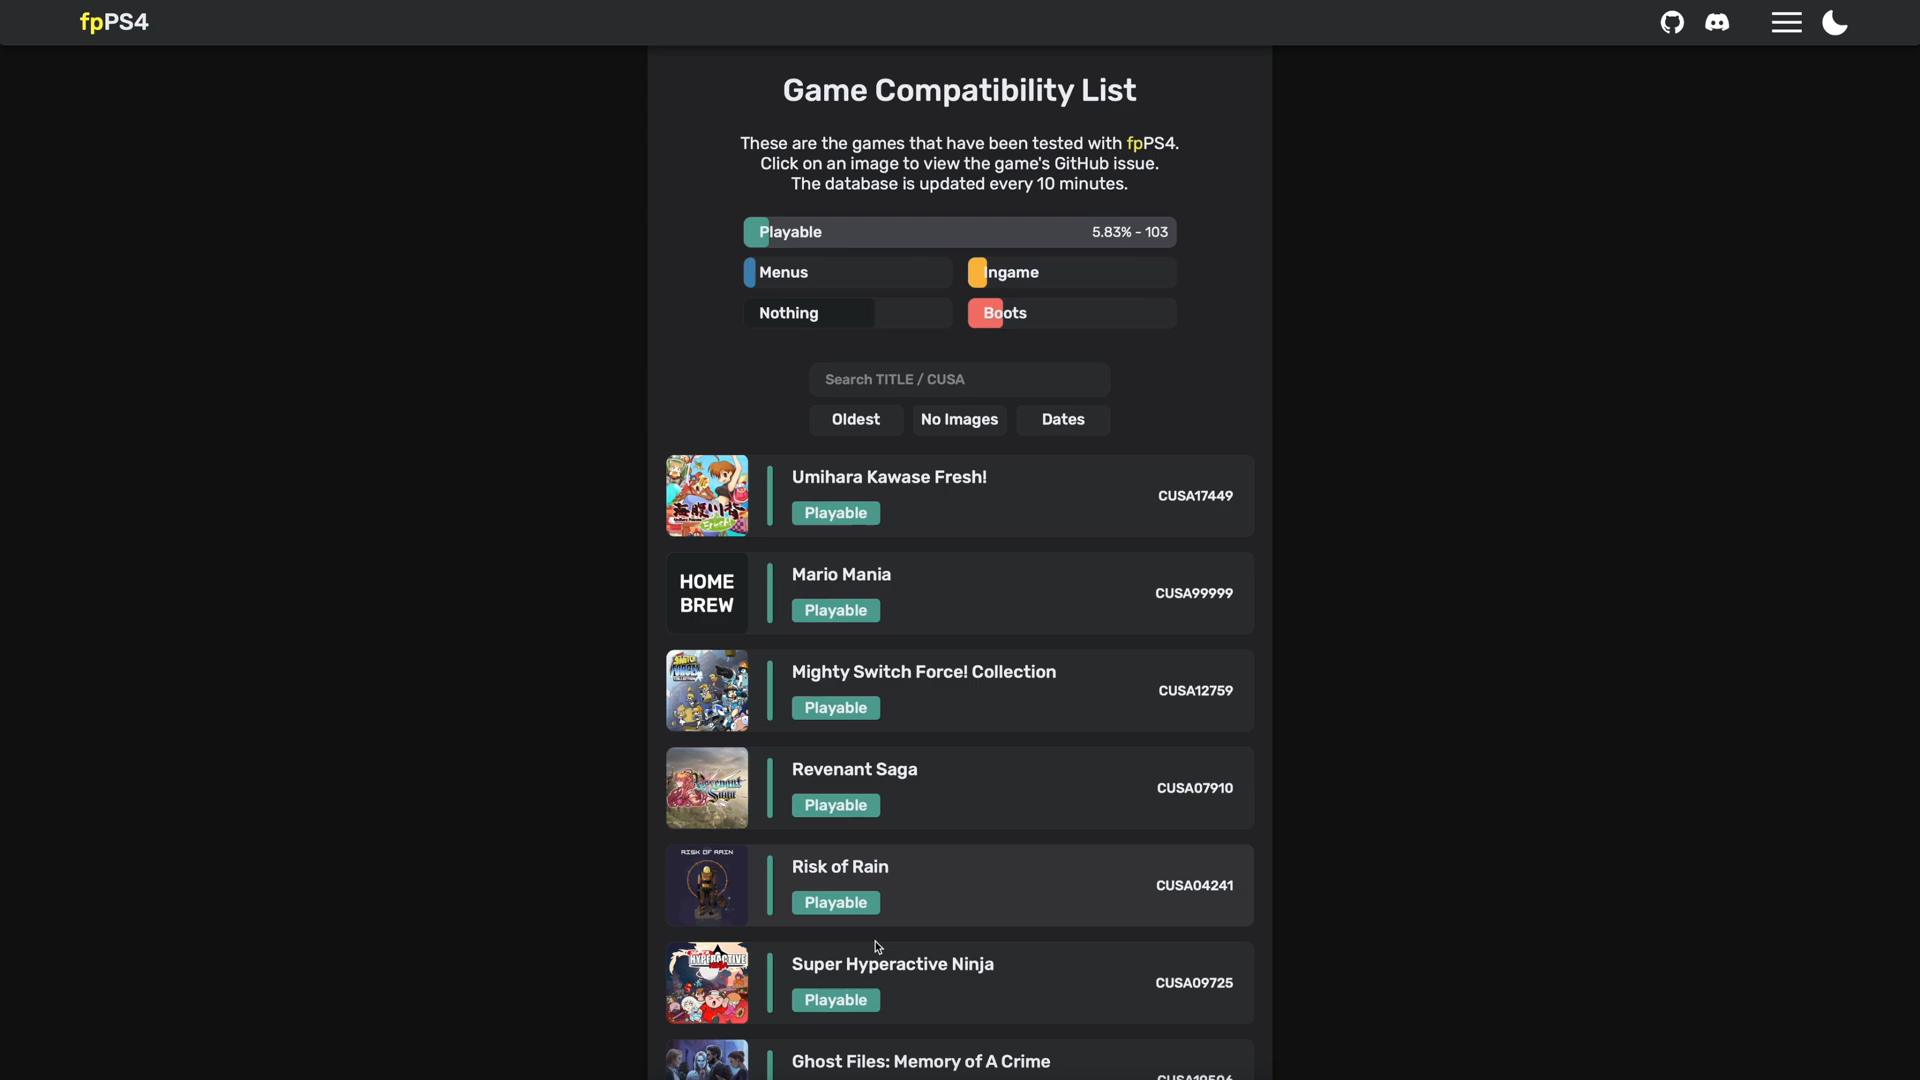 fpPS4
Game Compatibility List
These are the games that have been tested with fpPS4.
Click on an image to view the game's GitHub issue.
The database is updated every 10 minutes.
Playable 5.83% - 103
Menus
Ingame
Nothing
Boots
Search TITLE / CUSA
Oldest
No Images
Dates
Umihara Kawase Fresh!
Playable
CUSA17449
HOME
BREW
Mario Mania
Playable
CUSA99999
Mighty Switch Force! Collection
Playable
CUSA12759
Revenant Saga
Playable
CUSA07910
RISK OF RAIN
Risk of Rain
Playable
CUSA04241
HYPERACTIVE
Super Hyperactive Ninja
Playable
CUSA09725
Ghost Files: Memory of A Crime